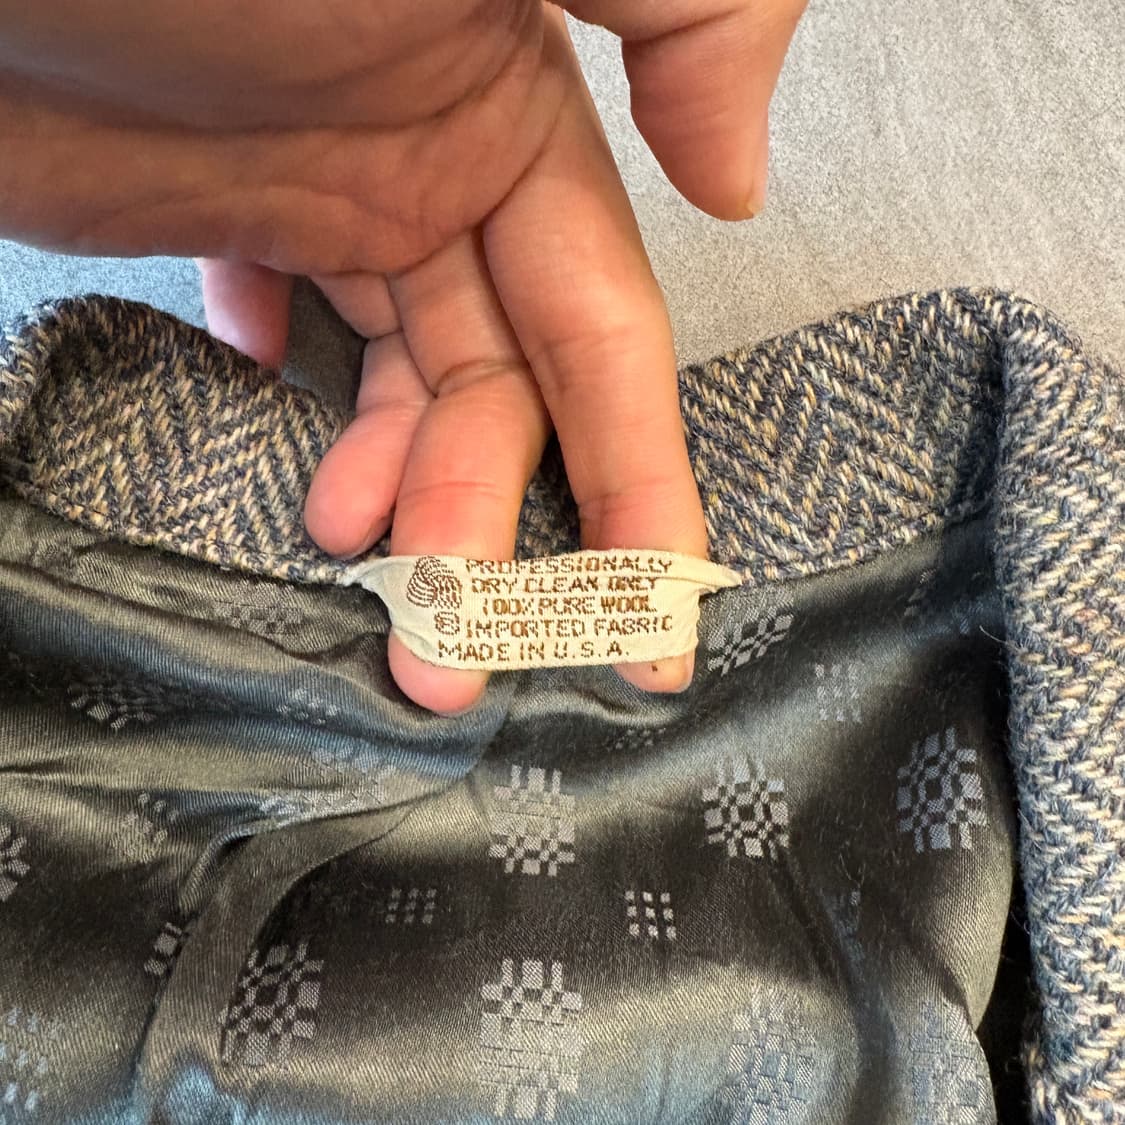 PROFESSIONALLY
DRY CLEAN ONLY
100% PURE WOOL
® IMPORTED FABRIC
MADE IN U.S.A.